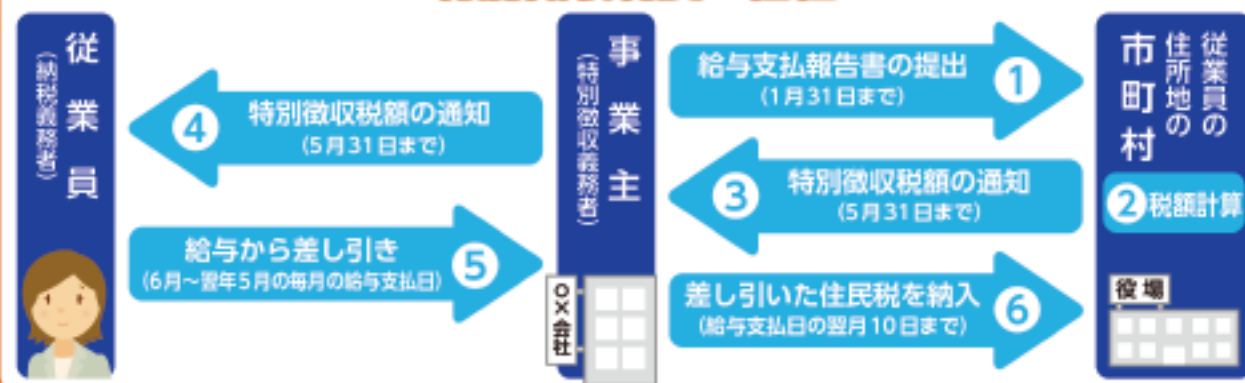 従業員
(納税義務者)
特別徴収税額の通知
(5月31日まで)
4
給与から差し引き
(6月～翌年5月の毎月の給与支払日)
5
事業主
(特別徴収義務者)
○×会社
給与支払報告書の提出
(1月31日まで)
1
3
特別徴収税額の通知
(5月31日まで)
差し引いた住民税を納入
(給与支払日の翌月10日まで)
6
従業員の
住所地の
市町村
2 税額計算
役場